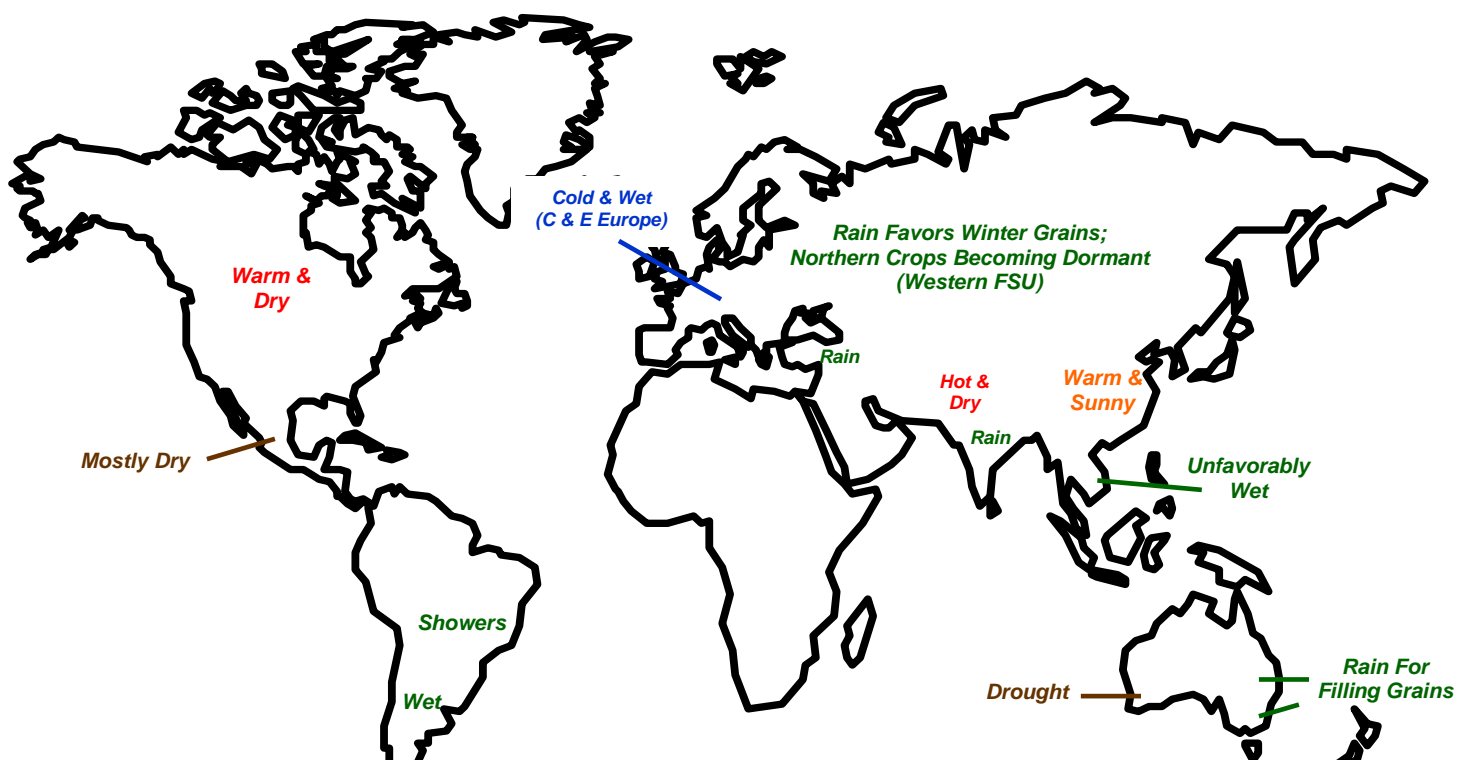 Cold & Wet
(C & E Europe)
Rain Favors Winter Grains;
Northern Crops Becoming Dormant
(Western FSU)
Warm &
Dry
Rain
Hot &
Dry
Warm &
Sunny
Rain
Mostly Dry
Unfavorably
Wet
Showers
Wet
Drought
Rain For
Filling Grains